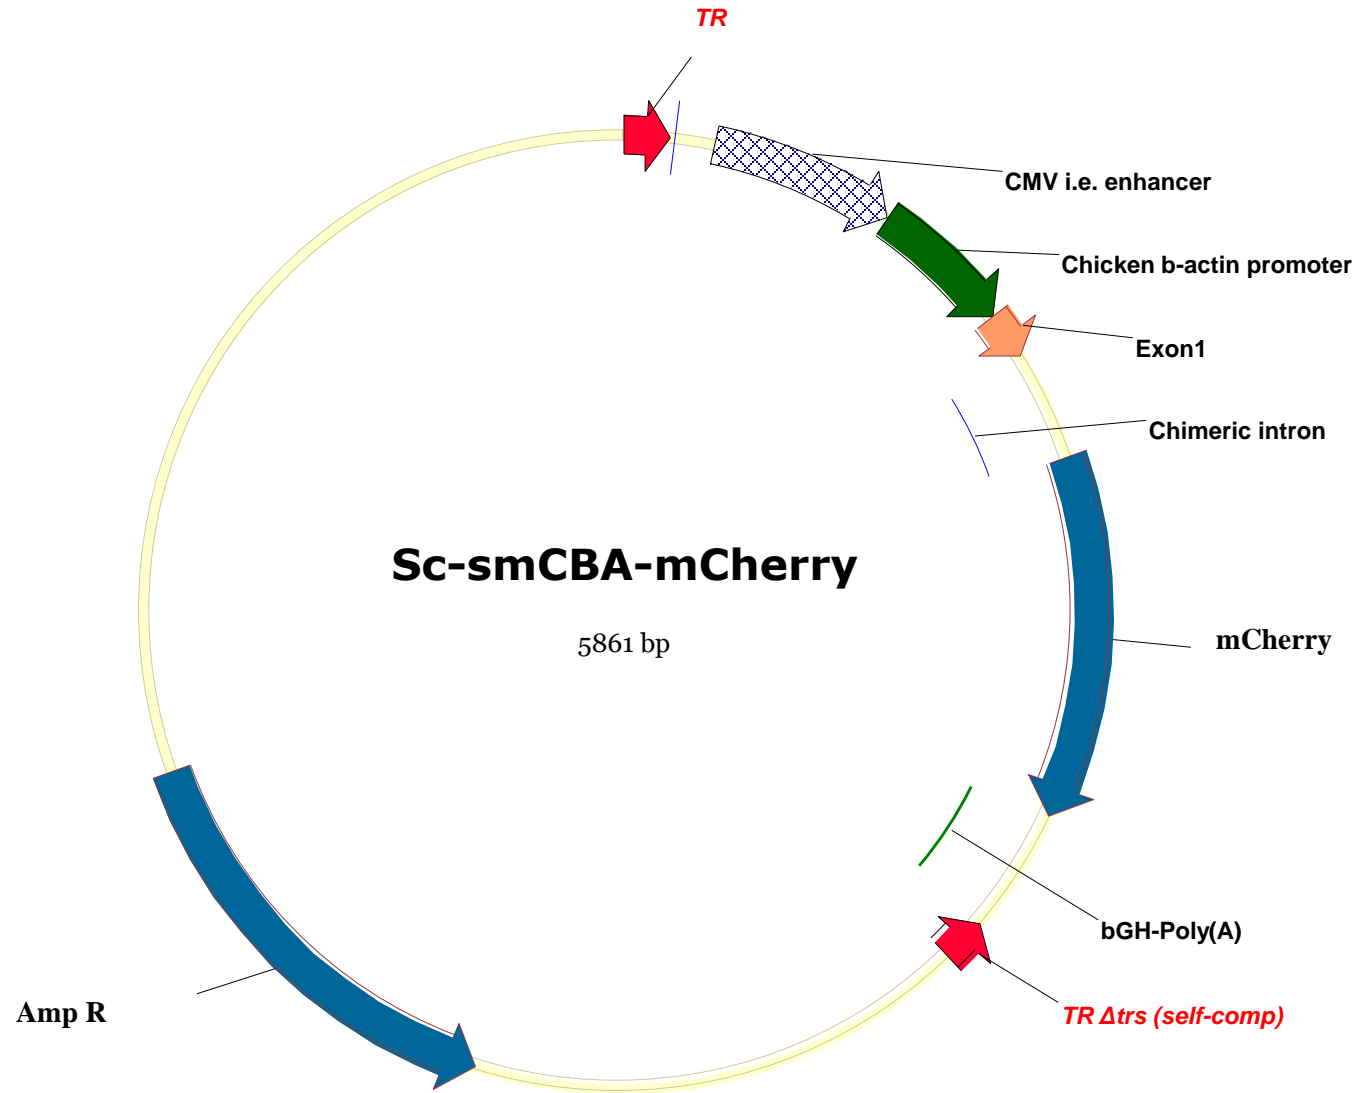 TR
CMV i.e. enhancer
Chicken b-actin promoter
Exon1
Chimeric intron
Sc-smCBA-mCherry
5861 bp
mCherry
bGH-Poly(A)
Amp R
TR Δtrs (self-comp)